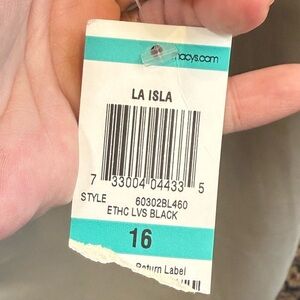 macys.com
LA ISLA
7 33004 04433 5
STYLE 60302BL460
ETHC LVS BLACK
16
Return Label